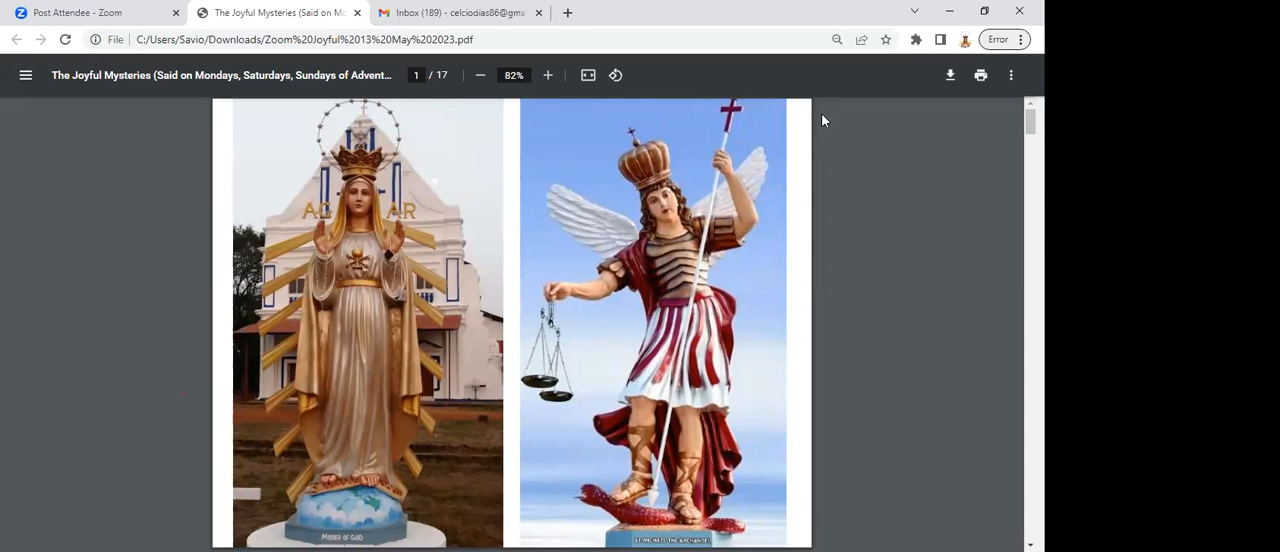 Post Attendee - Zoom
The Joyful Mysteries (Said on Mo
Inbox (189) - celciodias86@gma
File
C:/Users/Savio/Downloads/Zoom%20Joyful%2013%20May%202023.pdf
Error
The Joyful Mysteries (Said on Mondays, Saturdays, Sundays of Advent...
1 / 17
82%
AC AR
MOTHER OF GOD
ST. MICHAEL THE ARCHANGEL